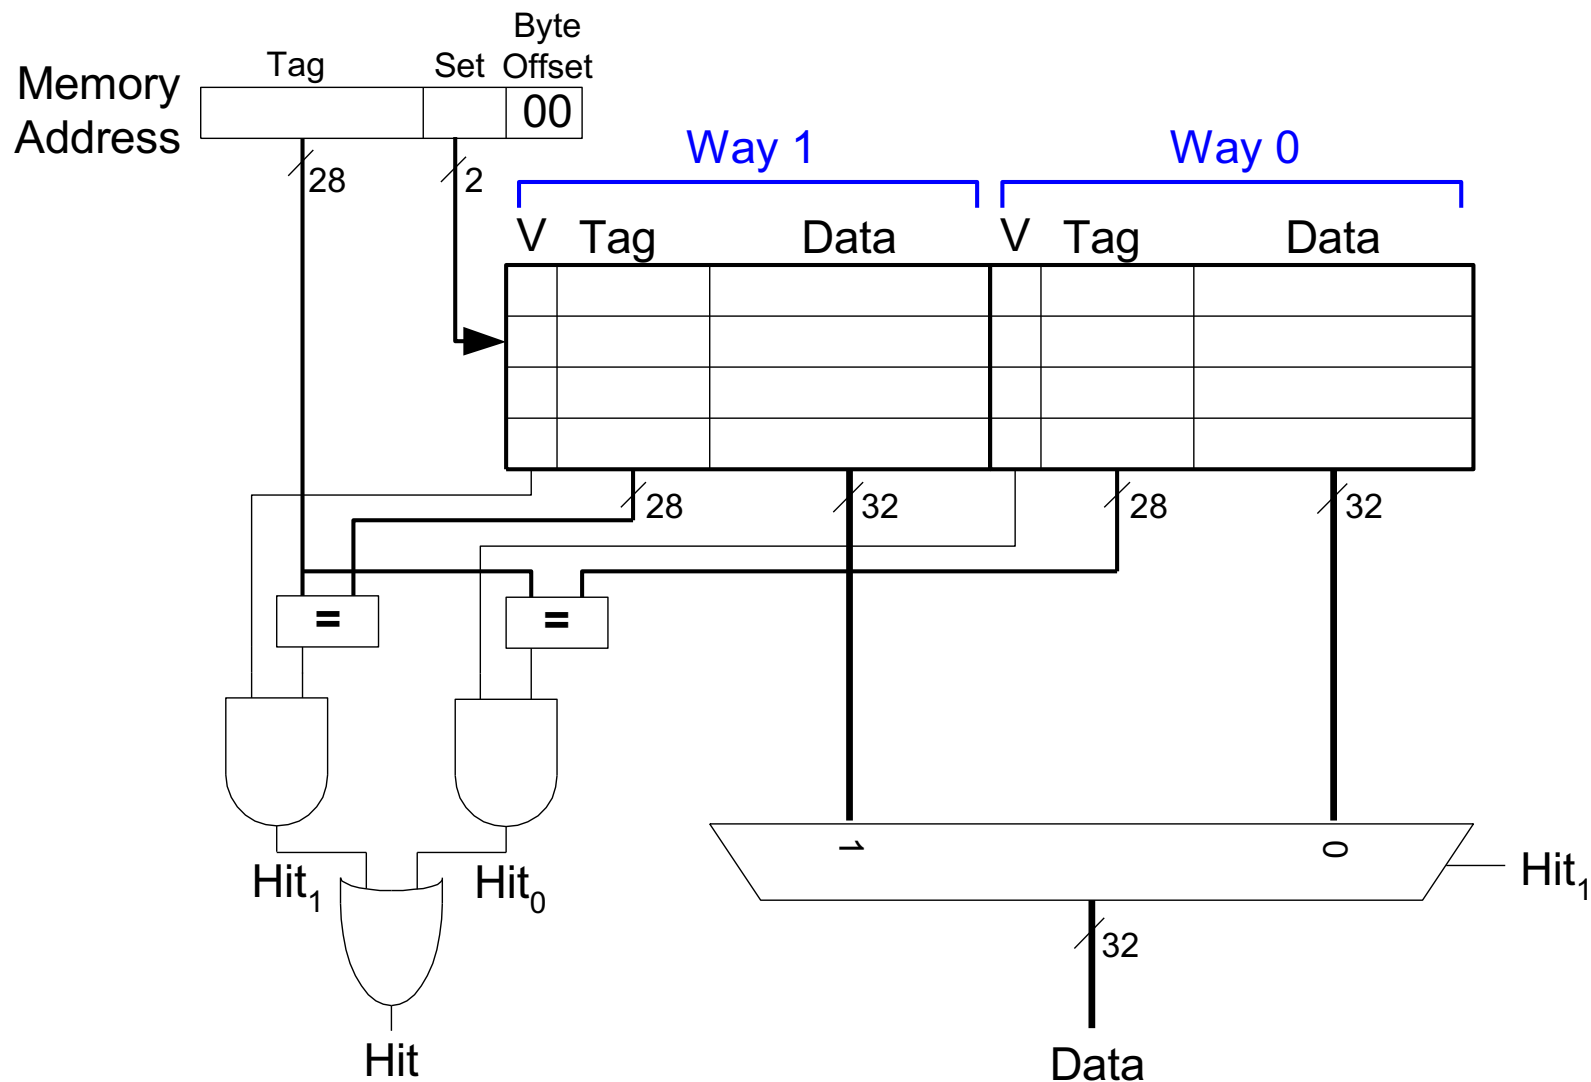 Byte
Tag Set Offset
Memory
Address
00
28
2
Way 1 Way 0
V Tag Data V Tag Data
28 32 28 32
= =
1 0
Hit₁ Hit₀ Hit₁
32
Hit Data